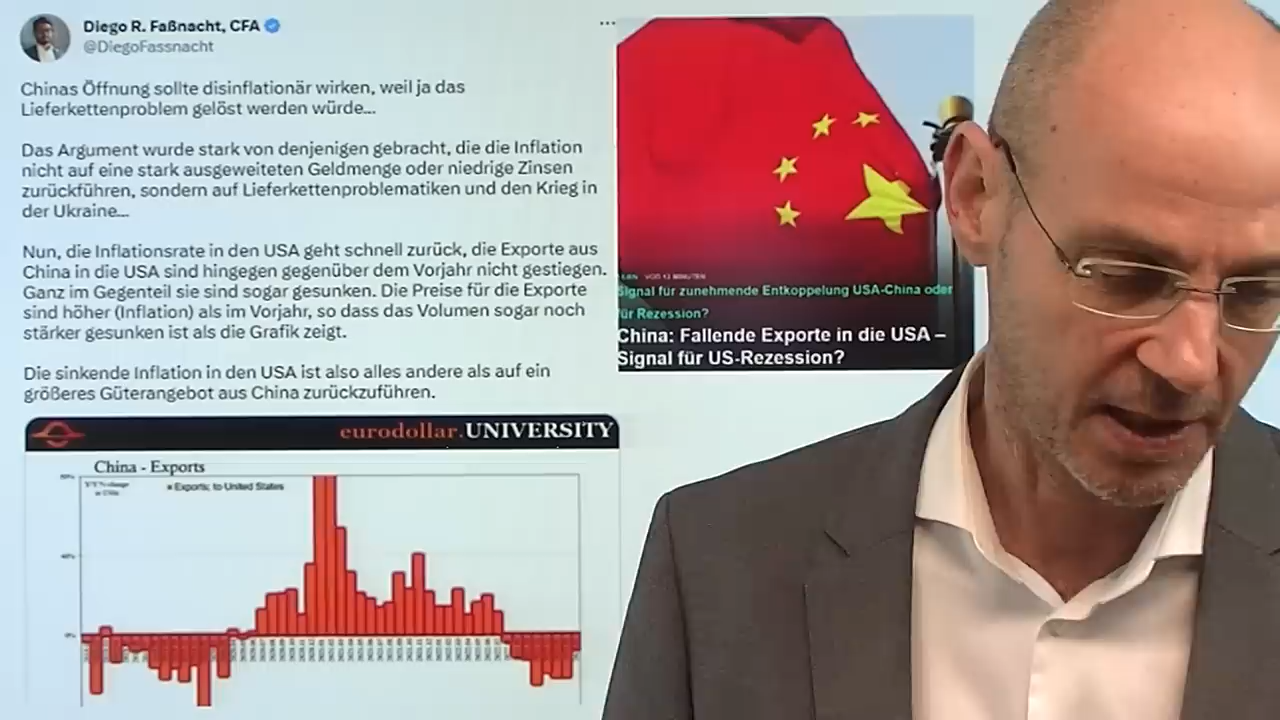 Diego R. Faßnacht, CFA
@DiegoFassnacht
...
Chinas Öffnung sollte disinflationär wirken, weil ja das
Lieferkettenproblem gelöst werden würde...
Das Argument wurde stark von denjenigen gebracht, die die Inflation
nicht auf eine stark ausgeweiteten Geldmenge oder niedrige Zinsen
zurückführen, sondern auf Lieferkettenproblematiken und den Krieg in
der Ukraine...
Nun, die Inflationsrate in den USA geht schnell zurück, die Exporte aus
China in die USA sind hingegen gegenüber dem Vorjahr nicht gestiegen.
Ganz im Gegenteil sie sind sogar gesunken. Die Preise für die Exporte
sind höher (Inflation) als im Vorjahr, so dass das Volumen sogar noch
stärker gesunken ist als die Grafik zeigt.
Die sinkende Inflation in den USA ist also alles andere als auf ein
größeres Güterangebot aus China zurückzuführen.
eurodollar.UNIVERSITY
China - Exports
Exports; to United States
40%
0%
VOR 13 MINUTEN
Signal für zunehmende Entkoppelung USA-China oder
für Rezession?
China: Fallende Exporte in die USA –
Signal für US-Rezession?